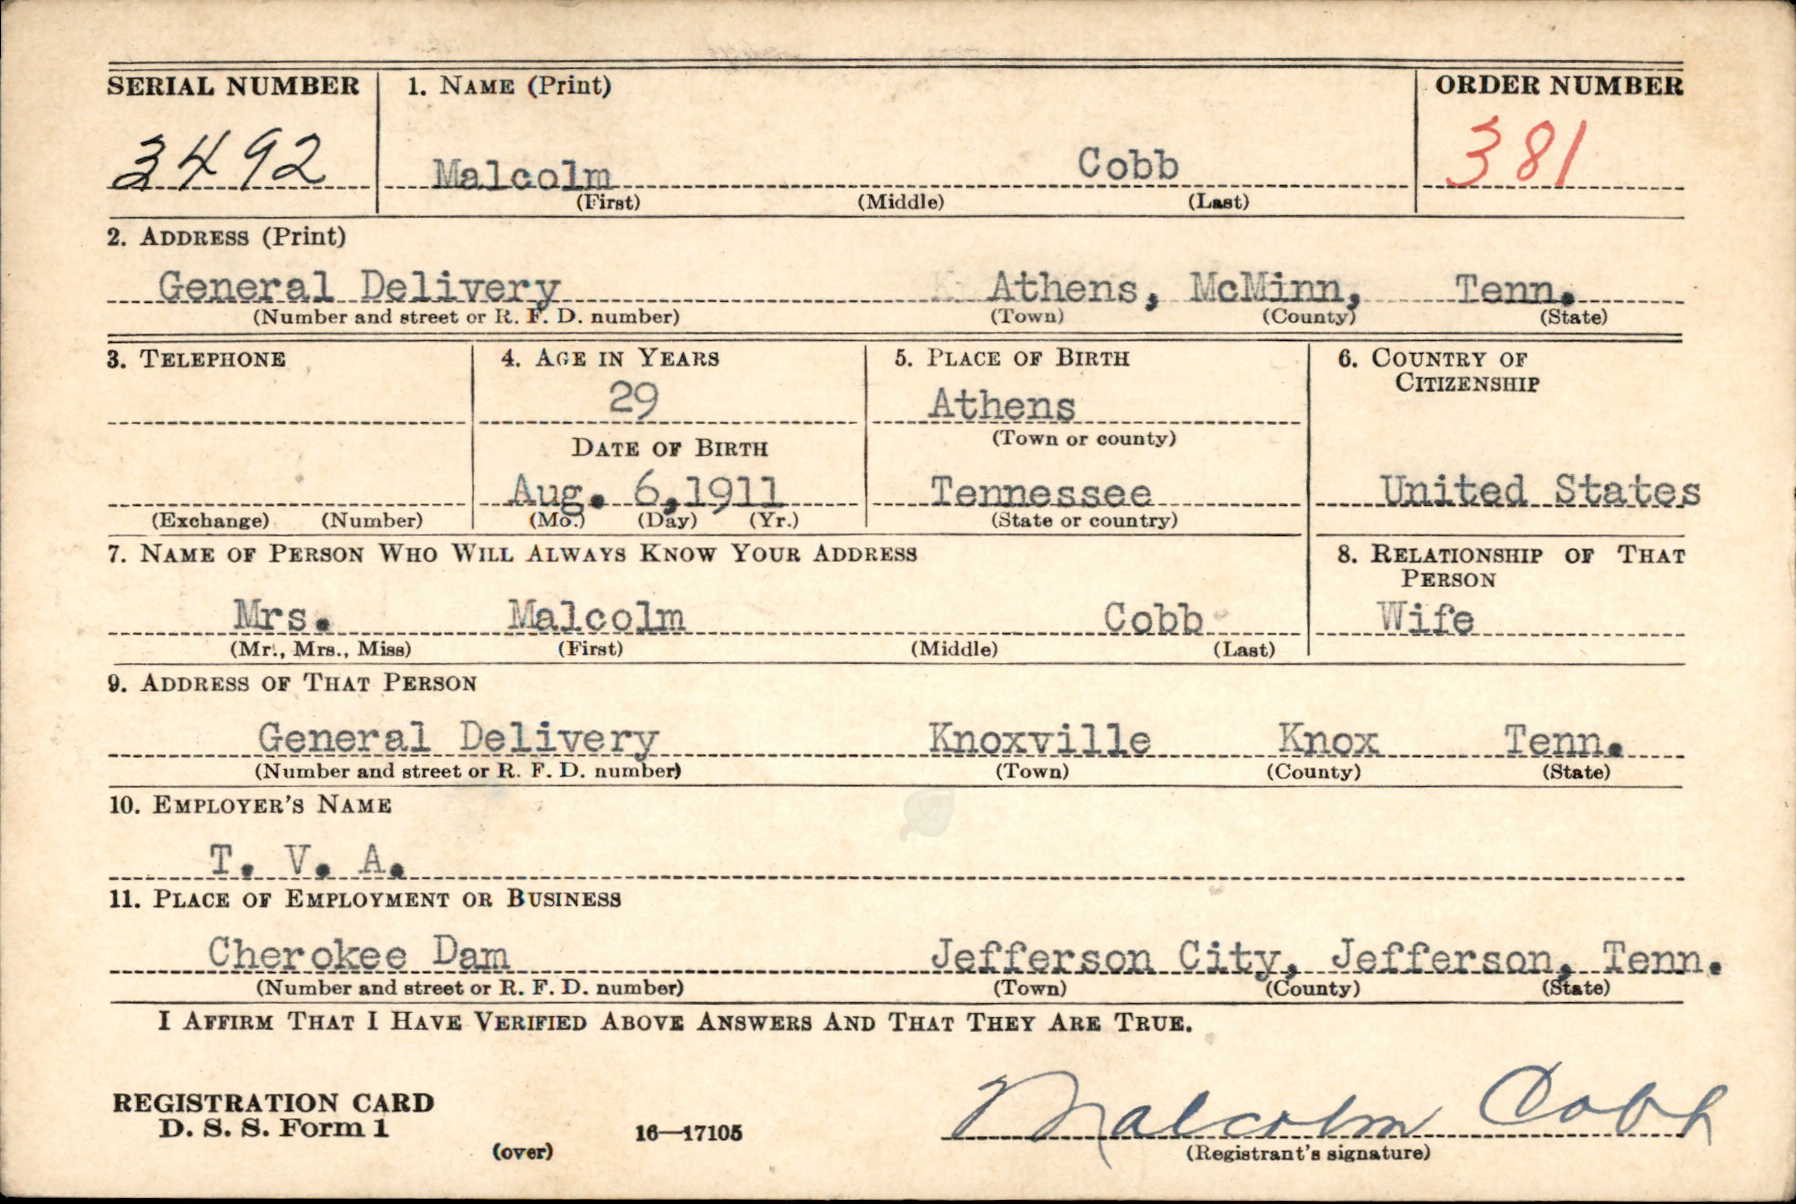 SERIAL NUMBER 1. NAME (Print) ORDER NUMBER
3492 Malcolm Cobb 381
(First) (Middle) (Last)
2. ADDRESS (Print)
General Delivery Athens, McMinn, Tenn.
(Number and street or R. F. D. number) (Town) (County) (State)
3. TELEPHONE 4. AGE IN YEARS 5. PLACE OF BIRTH 6. COUNTRY OF
CITIZENSHIP
29 Athens
DATE OF BIRTH (Town or county)
Aug. 6, 1911 Tennessee United States
(Exchange) (Number) (Mo.) (Day) (Yr.) (State or country)
7. NAME OF PERSON WHO WILL ALWAYS KNOW YOUR ADDRESS 8. RELATIONSHIP OF THAT
PERSON
Mrs. Malcolm Cobb Wife
(Mr., Mrs., Miss) (First) (Middle) (Last)
9. ADDRESS OF THAT PERSON
General Delivery Knoxville Knox Tenn.
(Number and street or R. F. D. number) (Town) (County) (State)
10. EMPLOYER'S NAME
T. V. A.
11. PLACE OF EMPLOYMENT OR BUSINESS
Cherokee Dam Jefferson City, Jefferson, Tenn.
(Number and street or R. F. D. number) (Town) (County) (State)
I AFFIRM THAT I HAVE VERIFIED ABOVE ANSWERS AND THAT THEY ARE TRUE.
REGISTRATION CARD
D. S. S. Form 1 16—17105 Malcolm Cobb
(over) (Registrant's signature)